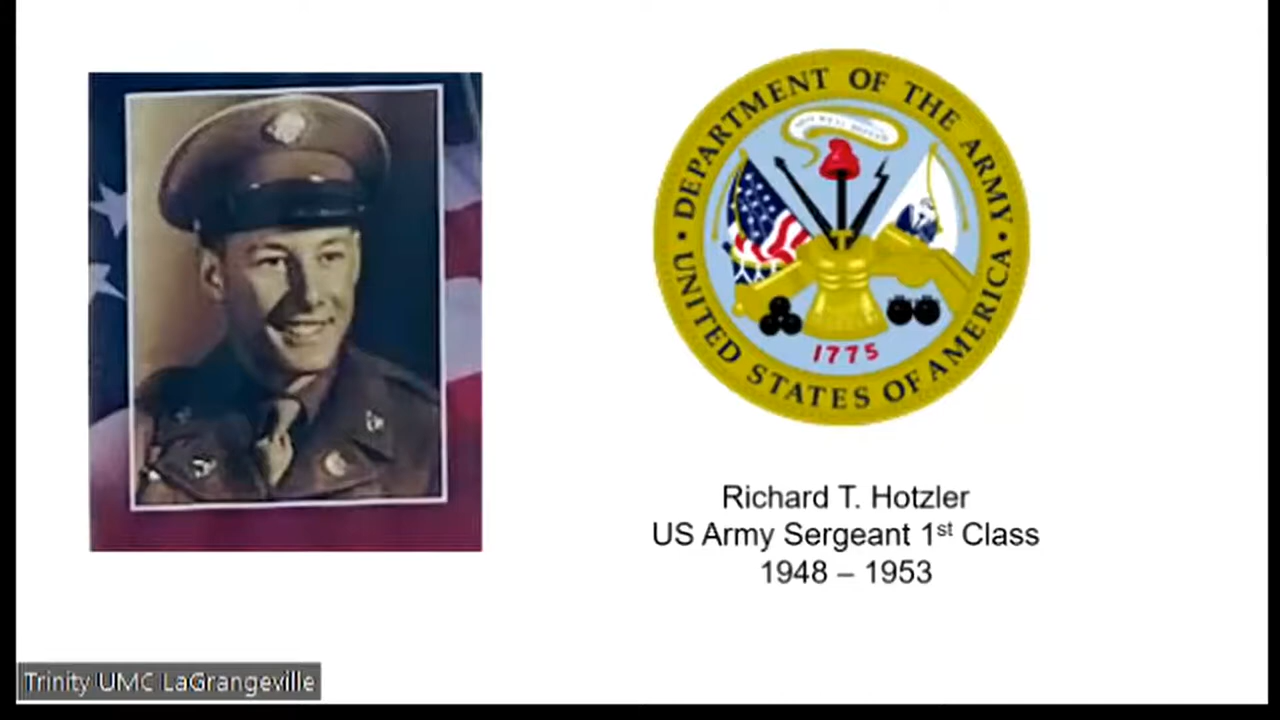 DEPARTMENT OF THE ARMY
UNITED STATES OF AMERICA
1775
Richard T. Hotzler
US Army Sergeant 1st Class
1948 – 1953
Trinity UMC LaGrangeville